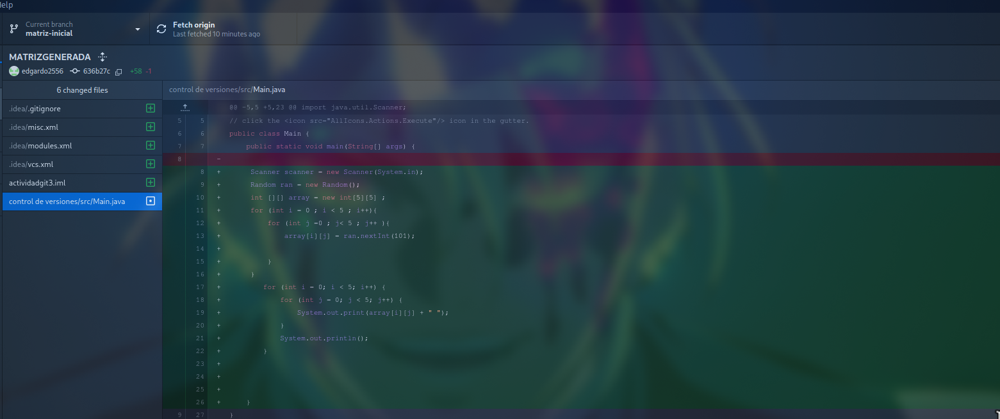 Help
Current branch
matriz-inicial
Fetch origin
Last fetched 10 minutes ago
MATRIZGENERADA
edgardo2556 636b27c +58 -1
6 changed files
.idea/.gitignore
.idea/misc.xml
.idea/modules.xml
.idea/vcs.xml
actividadgit3.iml
control de versiones/src/Main.java
control de versiones/src/Main.java
@@ -5,5 +5,23 @@ import java.util.Scanner;
5 5 // click the <icon src="AllIcons.Actions.Execute"/> icon in the gutter.
6 6 public class Main {
7 7 public static void main(String[] args) {
8 -
8 + Scanner scanner = new Scanner(System.in);
9 + Random ran = new Random();
10 + int [][] array = new int[5][5] ;
11 + for (int i = 0 ; i < 5 ; i++){
12 + for (int j =0 ; j< 5 ; j++ ){
13 + array[i][j] = ran.nextInt(101);
14 +
15 + }
16 + }
17 + for (int i = 0; i < 5; i++) {
18 + for (int j = 0; j < 5; j++) {
19 + System.out.print(array[i][j] + " ");
20 + }
21 + System.out.println();
22 + }
23 +
24 +
25 +
26 + }
9 27 }